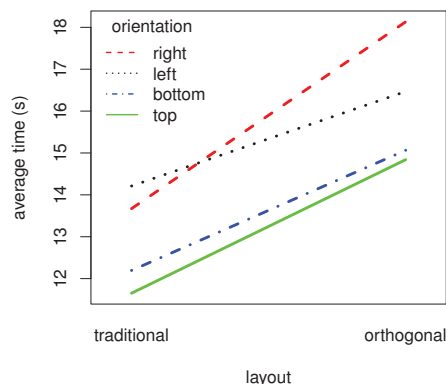 orientation
right
left
bottom
top
18
17
16
15
14
13
12
average time (s)
traditional
orthogonal
layout